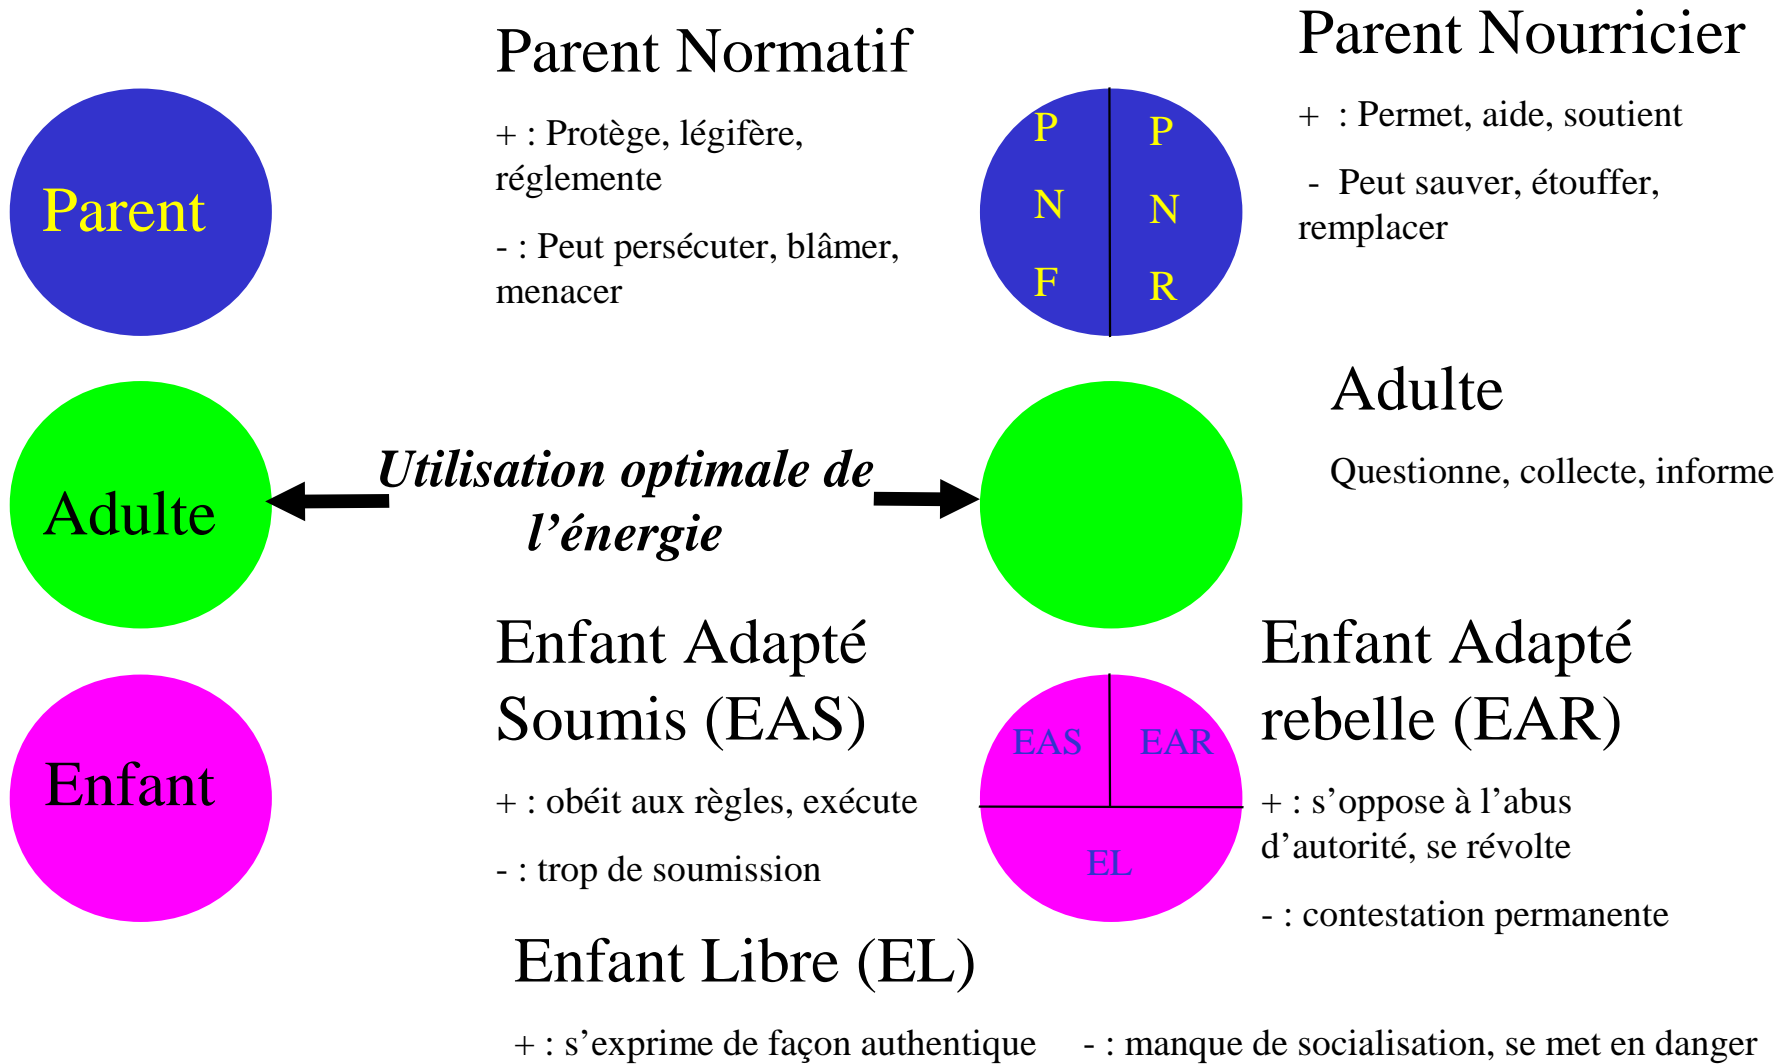 Parent Normatif
+ : Protège, légifère,
réglemente
- : Peut persécuter, blâmer,
menacer
Parent Nourricier
+ : Permet, aide, soutient
- Peut sauver, étouffer,
remplacer
Parent
P
N
F
P
N
R
Adulte
Questionne, collecte, informe
Adulte
Utilisation optimale de
l’énergie
Enfant Adapté
Soumis (EAS)
+ : obéit aux règles, exécute
- : trop de soumission
Enfant
EAS
EAR
EL
Enfant Adapté
rebelle (EAR)
+ : s’oppose à l’abus
d’autorité, se révolte
- : contestation permanente
Enfant Libre (EL)
+ : s’exprime de façon authentique - : manque de socialisation, se met en danger